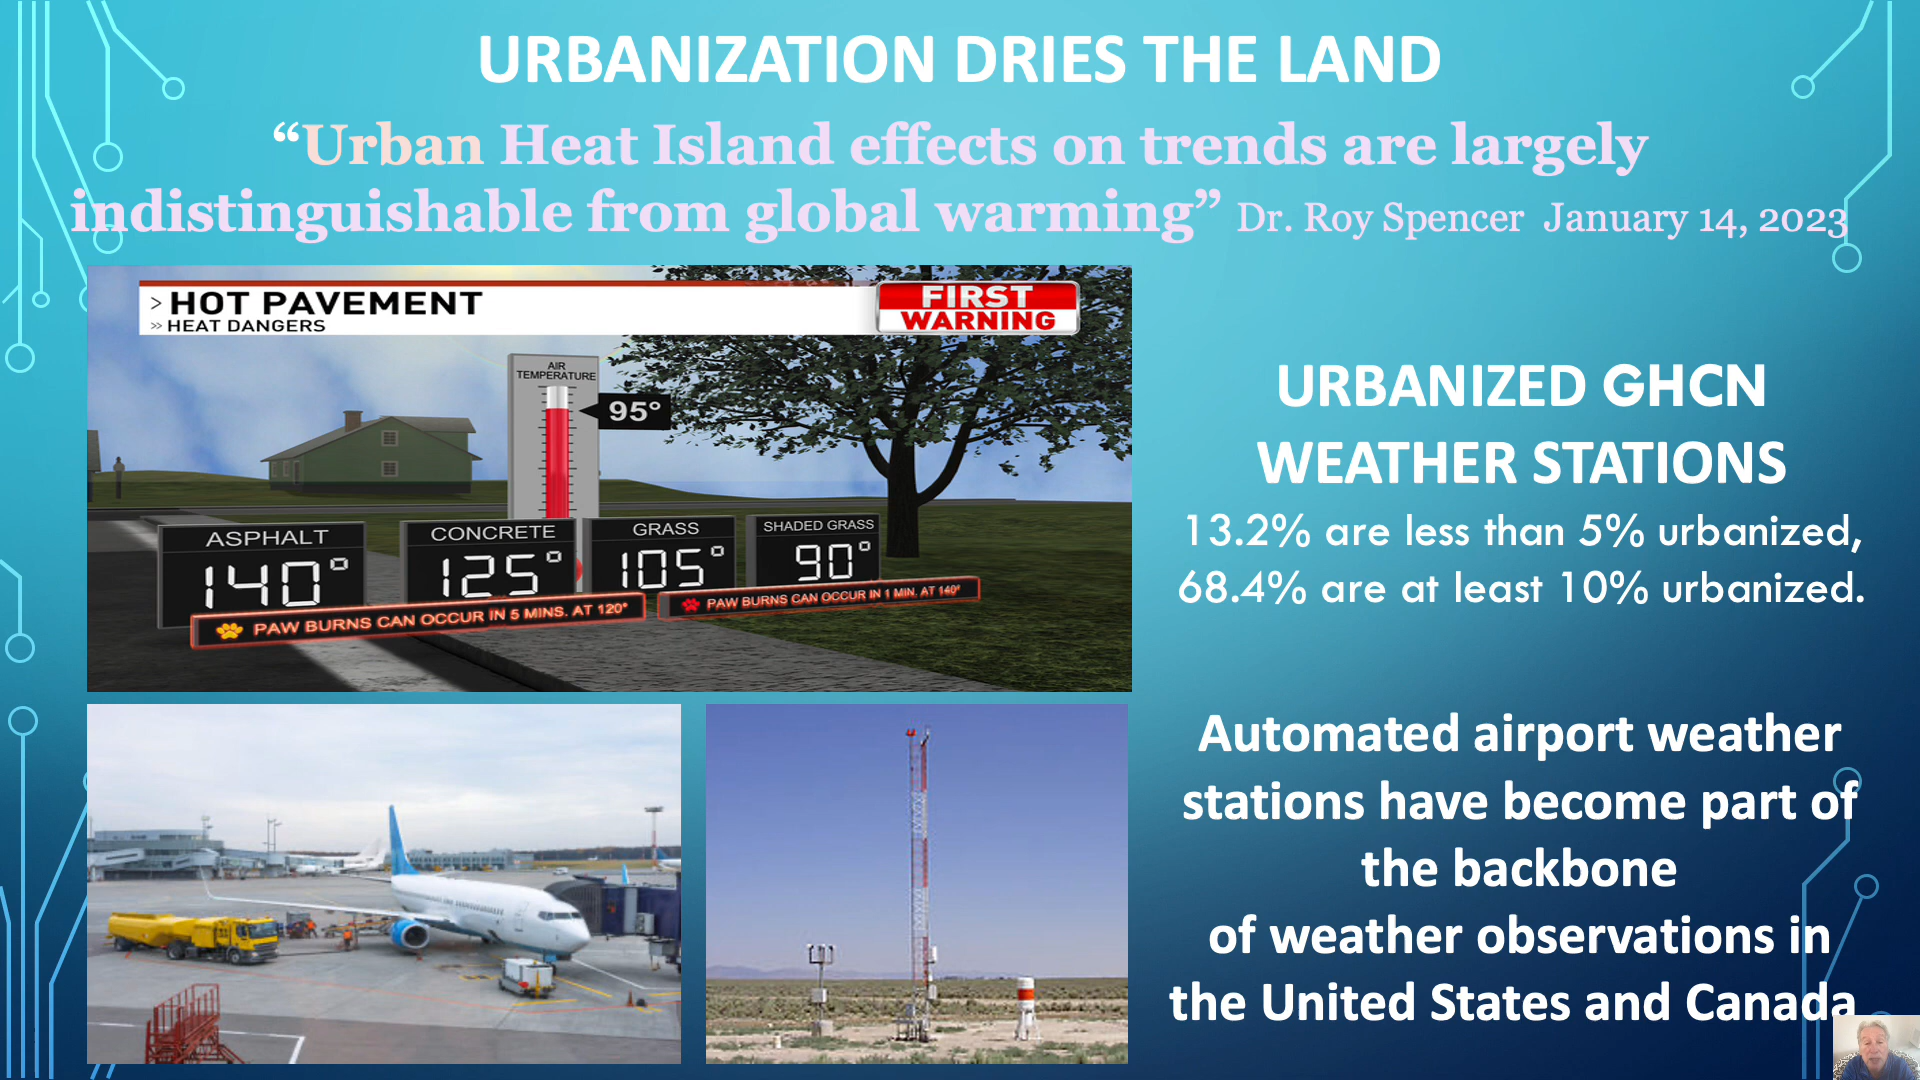 URBANIZATION DRIES THE LAND
“Urban Heat Island effects on trends are largely
indistinguishable from global warming” Dr. Roy Spencer January 14, 2023
> HOT PAVEMENT
>> HEAT DANGERS
FIRST
WARNING
AIR
TEMPERATURE
95°
ASPHALT
140°
CONCRETE
125°
GRASS
105°
SHADED GRASS
90°
PAW BURNS CAN OCCUR IN 5 MINS. AT 120°
PAW BURNS CAN OCCUR IN 1 MIN. AT 140°
URBANIZED GHCN
WEATHER STATIONS
13.2% are less than 5% urbanized,
68.4% are at least 10% urbanized.
Automated airport weather
stations have become part of
the backbone
of weather observations in
the United States and Canada